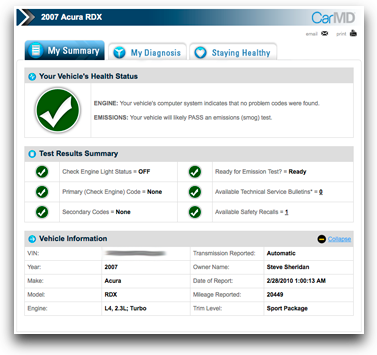 2007 Acura RDX
CarMD
email print
My Summary My Diagnosis Staying Healthy
Your Vehicle's Health Status
ENGINE: Your vehicle's computer system indicates that no problem codes were found.
EMISSIONS: Your vehicle will likely PASS an emissions (smog) test.
Test Results Summary
Check Engine Light Status = OFF Ready for Emission Test? = Ready
Primary (Check Engine) Code = None Available Technical Service Bulletins* = 0
Secondary Codes = None Available Safety Recalls = 1
Vehicle Information Collapse
VIN: Transmission Reported: Automatic
Year: 2007 Owner Name: Steve Sheridan
Make: Acura Date of Report: 2/28/2010 1:00:13 AM
Model: RDX Mileage Reported: 20449
Engine: L4, 2.3L; Turbo Trim Level: Sport Package